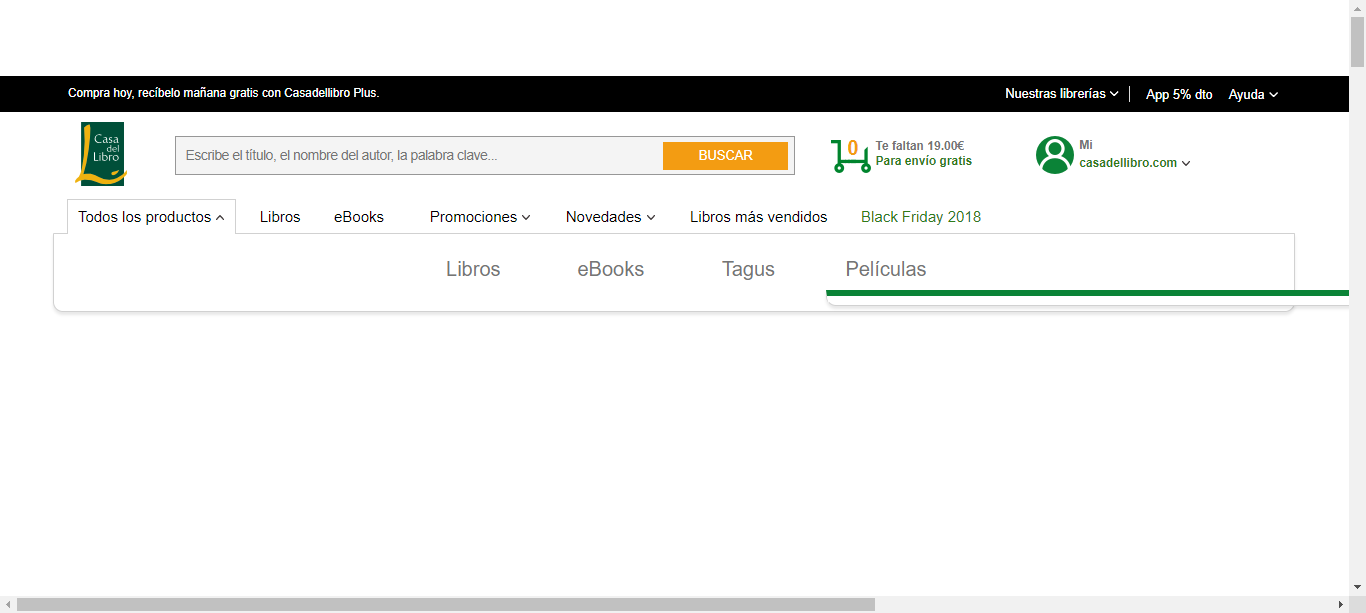 Compra hoy, recíbelo mañana gratis con Casadellibro Plus.
Nuestras librerías
App 5% dto
Ayuda
Casa
del
Libro
Escribe el título, el nombre del autor, la palabra clave...
BUSCAR
0
Te faltan 19.00€
Para envío gratis
Mi
casadellibro.com
Todos los productos
Libros
eBooks
Promociones
Novedades
Libros más vendidos
Black Friday 2018
Libros
eBooks
Tagus
Películas